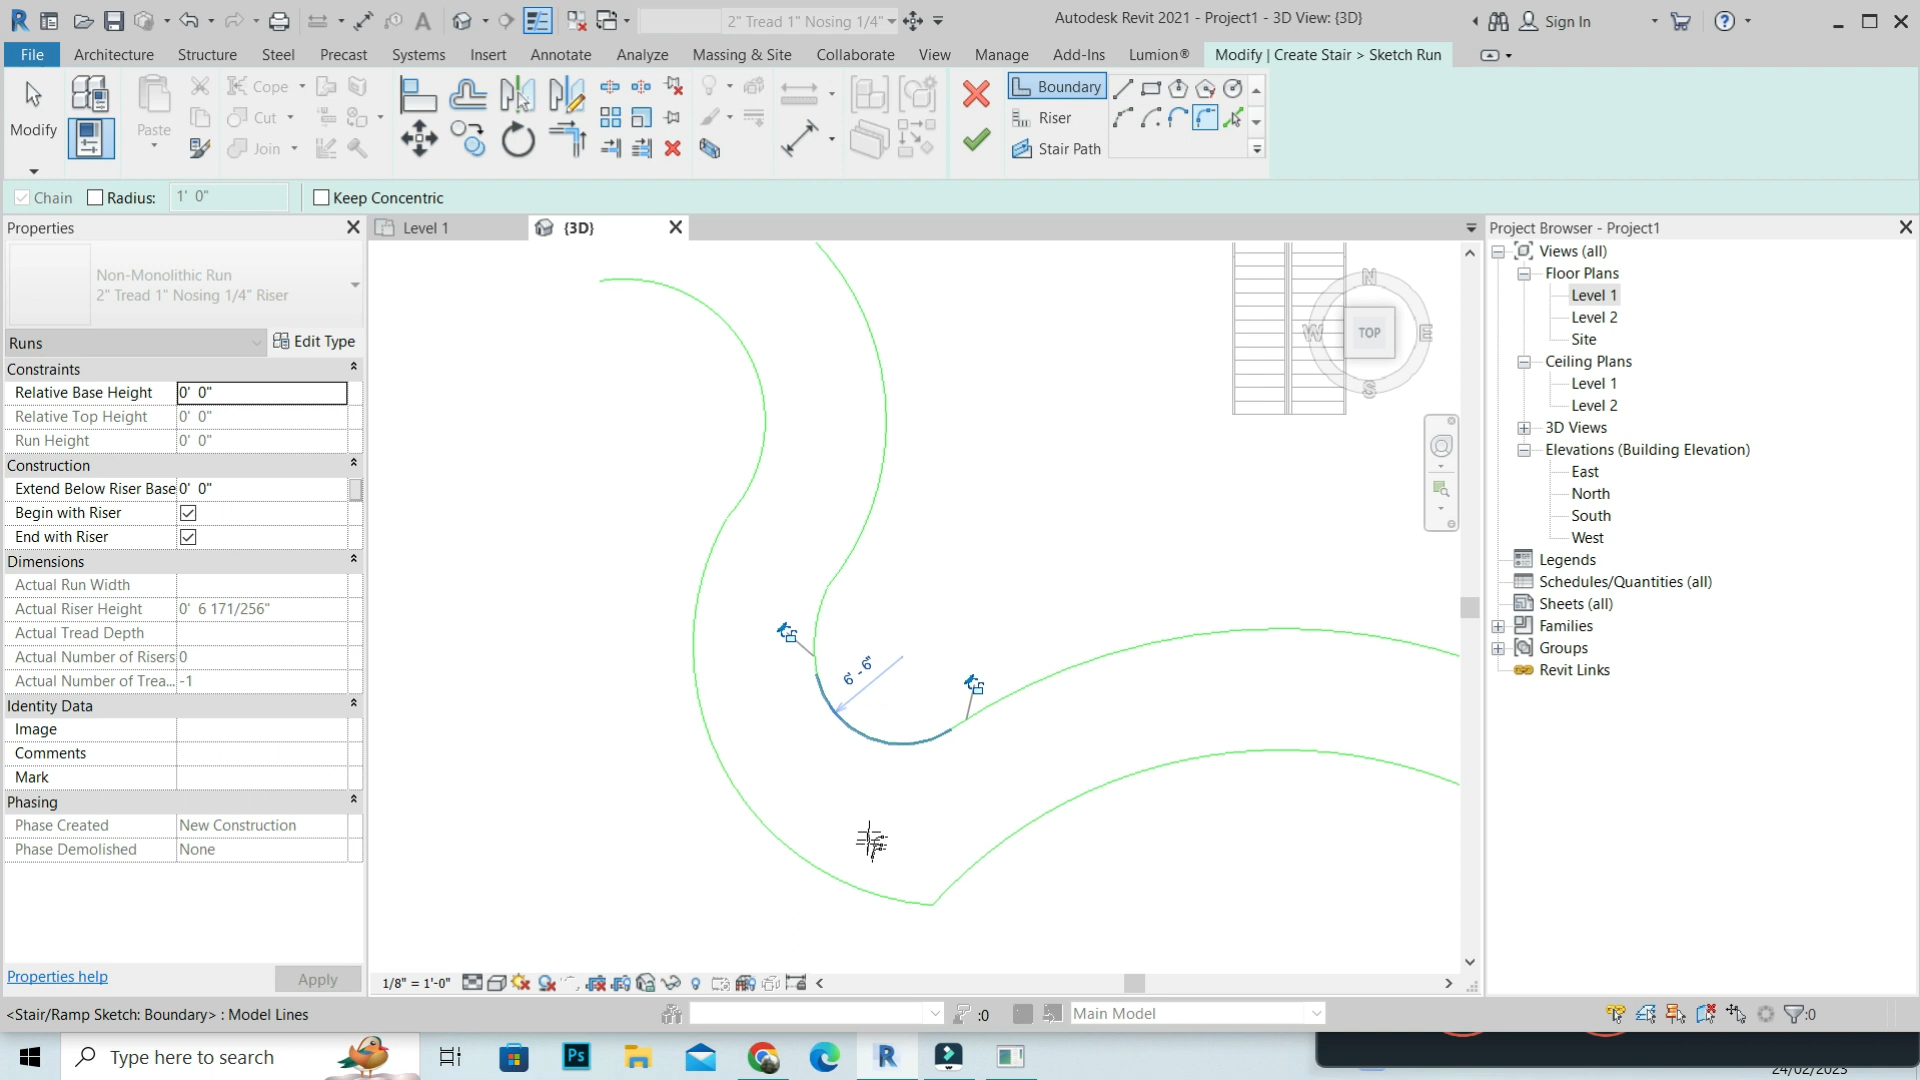 2" Tread 1" Nosing 1/4"
Autodesk Revit 2021 - Project1 - 3D View: {3D}
Sign In
File Architecture Structure Steel Precast Systems Insert Annotate Analyze Massing & Site Collaborate View Manage Add-Ins Lumion® Modify | Create Stair > Sketch Run
Modify
Paste
Cope
Cut
Join
Boundary
Riser
Stair Path
Chain Radius: 1' 0" Keep Concentric
Properties
Level 1
{3D}
Project Browser - Project1
Non-Monolithic Run
2" Tread 1" Nosing 1/4" Riser
Runs
Edit Type
Constraints
Relative Base Height 0' 0"
Relative Top Height 0' 0"
Run Height 0' 0"
Construction
Extend Below Riser Base 0' 0"
Begin with Riser
End with Riser
Dimensions
Actual Run Width
Actual Riser Height 0' 6 171/256"
Actual Tread Depth
Actual Number of Risers 0
Actual Number of Trea... -1
Identity Data
Image
Comments
Mark
Phasing
Phase Created New Construction
Phase Demolished None
Properties help
Apply
N
W TOP E
S
6' - 6"
Views (all)
Floor Plans
Level 1
Level 2
Site
Ceiling Plans
Level 1
Level 2
3D Views
Elevations (Building Elevation)
East
North
South
West
Legends
Schedules/Quantities (all)
Sheets (all)
Families
Groups
Revit Links
1/8" = 1'-0"
<Stair/Ramp Sketch: Boundary> : Model Lines
:0
Main Model
:0
Type here to search
Ps
R
24/02/2023